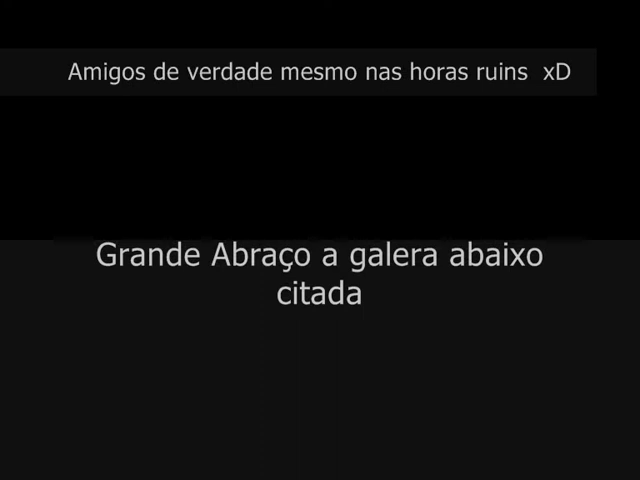 Amigos de verdade mesmo nas horas ruins  xD
Grande Abraço a galera abaixo
citada